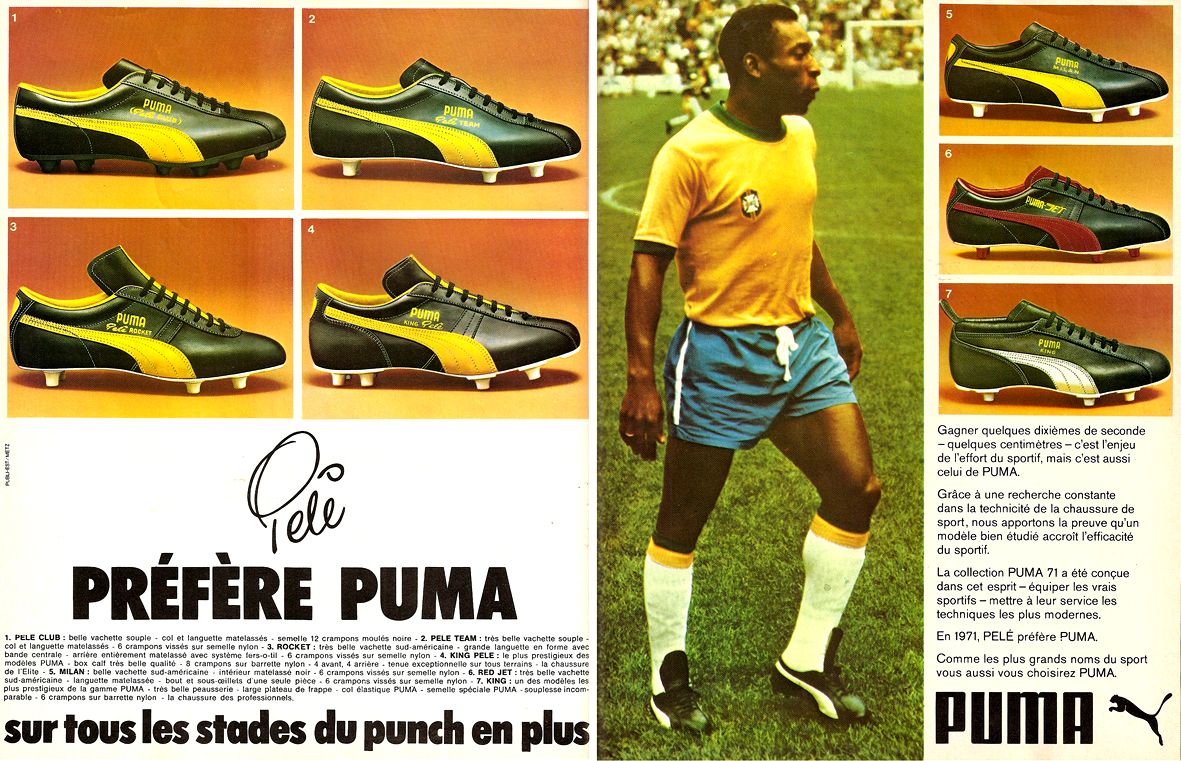 1
PUMA
Pelé CLUB
2
PUMA
Pelé TEAM
3
PUMA
Pelé ROCKET
4
PUMA
KING Pelé
PUBLI-EST / METZ
Pelé
PRÉFÈRE PUMA
1. PELE CLUB : belle vachette souple - col et languette matelassés - semelle 12 crampons moulés noire - 2. PELE TEAM : très belle vachette souple -
col et languette matelassés - 6 crampons vissés sur semelle nylon - 3. ROCKET : très belle vachette sud-américaine - grande languette en forme avec
bande centrale - arrière entièrement matelassé avec système fers-o-til - 6 crampons vissés sur semelle nylon - 4. KING PELE : le plus prestigieux des
modèles PUMA - box calf très belle qualité - 8 crampons sur barrette nylon - 4 avant, 4 arrière - tenue exceptionnelle sur tous terrains - la chaussure
de l'Elite - 5. MILAN : belle vachette sud-américaine - intérieur matelassé noir - 6 crampons vissés sur semelle nylon - 6. RED JET : très belle vachette
sud-américaine - languette matelassée - bout et sous-œillets d'une seule pièce - 6 crampons vissés sur semelle nylon - 7. KING : un des modèles les
plus prestigieux de la gamme PUMA - très belle peausserie - large plateau de frappe - col élastique PUMA - semelle spéciale PUMA - souplesse incom-
parable - 6 crampons sur barrette nylon - la chaussure des professionnels.
sur tous les stades du punch en plus
5
PUMA
MILAN
6
PUMA-JET
7
PUMA
KING
Gagner quelques dixièmes de seconde
– quelques centimètres – c'est l'enjeu
de l'effort du sportif, mais c'est aussi
celui de PUMA.
Grâce à une recherche constante
dans la technicité de la chaussure de
sport, nous apportons la preuve qu'un
modèle bien étudié accroît l'efficacité
du sportif.
La collection PUMA 71 a été conçue
dans cet esprit – équiper les vrais
sportifs – mettre à leur service les
techniques les plus modernes.
En 1971, PELÉ préfère PUMA.
Comme les plus grands noms du sport
vous aussi vous choisirez PUMA.
PUMA